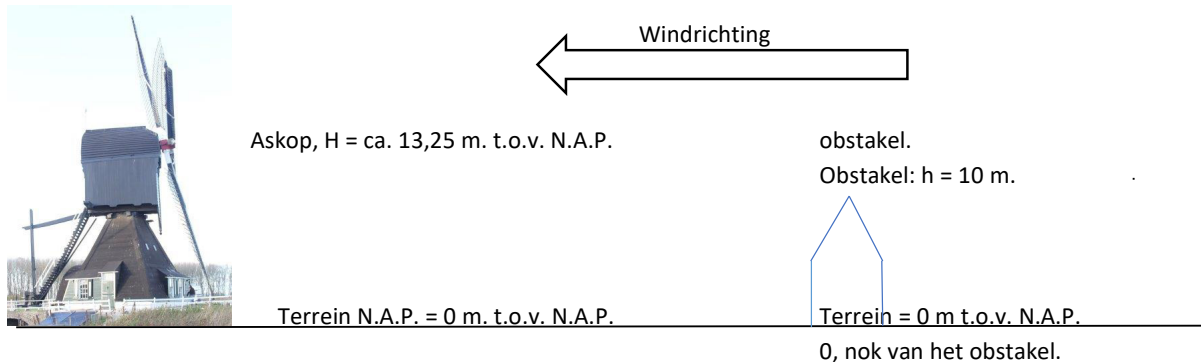 Windrichting
Askop, H = ca. 13,25 m. t.o.v. N.A.P.
obstakel.
Obstakel: h = 10 m.
.
Terrein N.A.P. = 0 m. t.o.v. N.A.P.
Terrein = 0 m t.o.v. N.A.P.
0, nok van het obstakel.